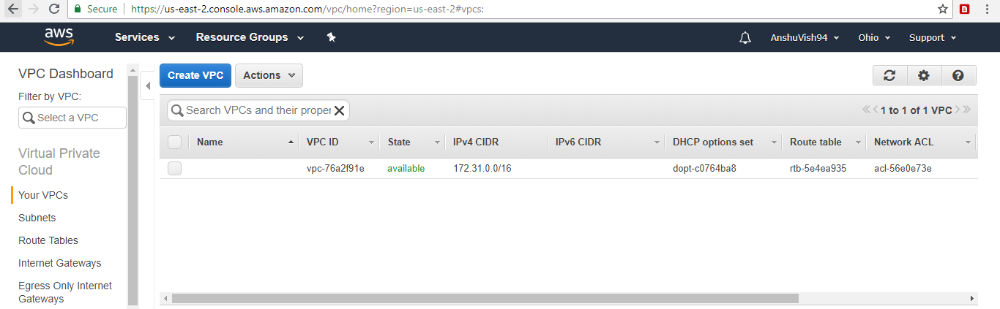 Secure https://us-east-2.console.aws.amazon.com/vpc/home?region=us-east-2#vpcs:
aws Services Resource Groups AnshuVish94 Ohio Support
VPC Dashboard
Filter by VPC:
Select a VPC
Virtual Private
Cloud
Your VPCs
Subnets
Route Tables
Internet Gateways
Egress Only Internet
Gateways
Create VPC Actions
Search VPCs and their proper 1 to 1 of 1 VPC
Name VPC ID State IPv4 CIDR IPv6 CIDR DHCP options set Route table Network ACL
vpc-76a2f91e available 172.31.0.0/16 dopt-c0764ba8 rtb-5e4ea935 acl-56e0e73e